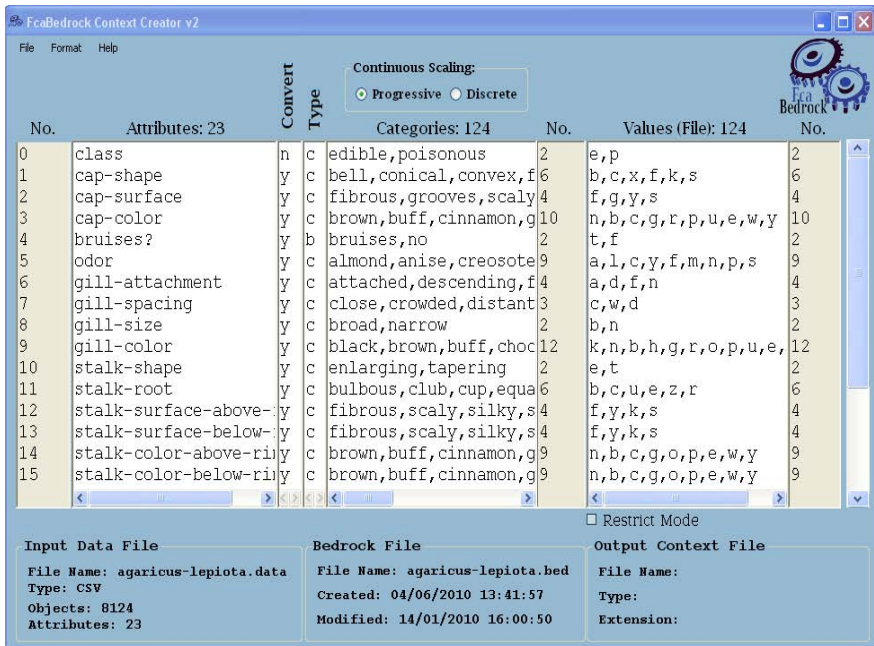 FcaBedrock Context Creator v2
File Format Help
Continuous Scaling:
Progressive Discrete
Convert
Type
Fca
Bedrock
No. Attributes: 23 Categories: 124 No. Values (File): 124 No.
0 class n c edible,poisonous 2 e,p 2
1 cap-shape y c bell,conical,convex,f 6 b,c,x,f,k,s 6
2 cap-surface y c fibrous,grooves,scaly 4 f,g,y,s 4
3 cap-color y c brown,buff,cinnamon,g 10 n,b,c,g,r,p,u,e,w,y 10
4 bruises? y b bruises,no 2 t,f 2
5 odor y c almond,anise,creosote 9 a,l,c,y,f,m,n,p,s 9
6 gill-attachment y c attached,descending,f 4 a,d,f,n 4
7 gill-spacing y c close,crowded,distant 3 c,w,d 3
8 gill-size y c broad,narrow 2 b,n 2
9 gill-color y c black,brown,buff,choc 12 k,n,b,h,g,r,o,p,u,e, 12
10 stalk-shape y c enlarging,tapering 2 e,t 2
11 stalk-root y c bulbous,club,cup,equa 6 b,c,u,e,z,r 6
12 stalk-surface-above- y c fibrous,scaly,silky,s 4 f,y,k,s 4
13 stalk-surface-below- y c fibrous,scaly,silky,s 4 f,y,k,s 4
14 stalk-color-above-ri y c brown,buff,cinnamon,g 9 n,b,c,g,o,p,e,w,y 9
15 stalk-color-below-ri y c brown,buff,cinnamon,g 9 n,b,c,g,o,p,e,w,y 9
Restrict Mode
Input Data File
File Name: agaricus-lepiota.data
Type: CSV
Objects: 8124
Attributes: 23
Bedrock File
File Name: agaricus-lepiota.bed
Created: 04/06/2010 13:41:57
Modified: 14/01/2010 16:00:50
Output Context File
File Name:
Type:
Extension: